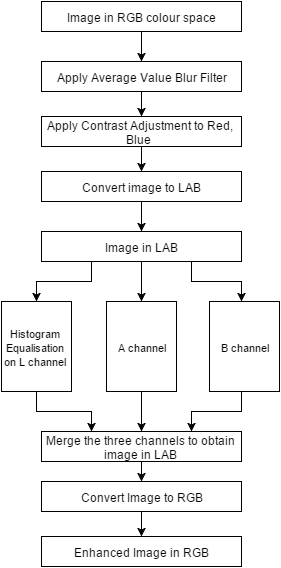 Image in RGB colour space
Apply Average Value Blur Filter
Apply Contrast Adjustment to Red,
Blue
Convert image to LAB
Image in LAB
Histogram
Equalisation
on L channel
A channel
B channel
Merge the three channels to obtain
image in LAB
Convert Image to RGB
Enhanced Image in RGB